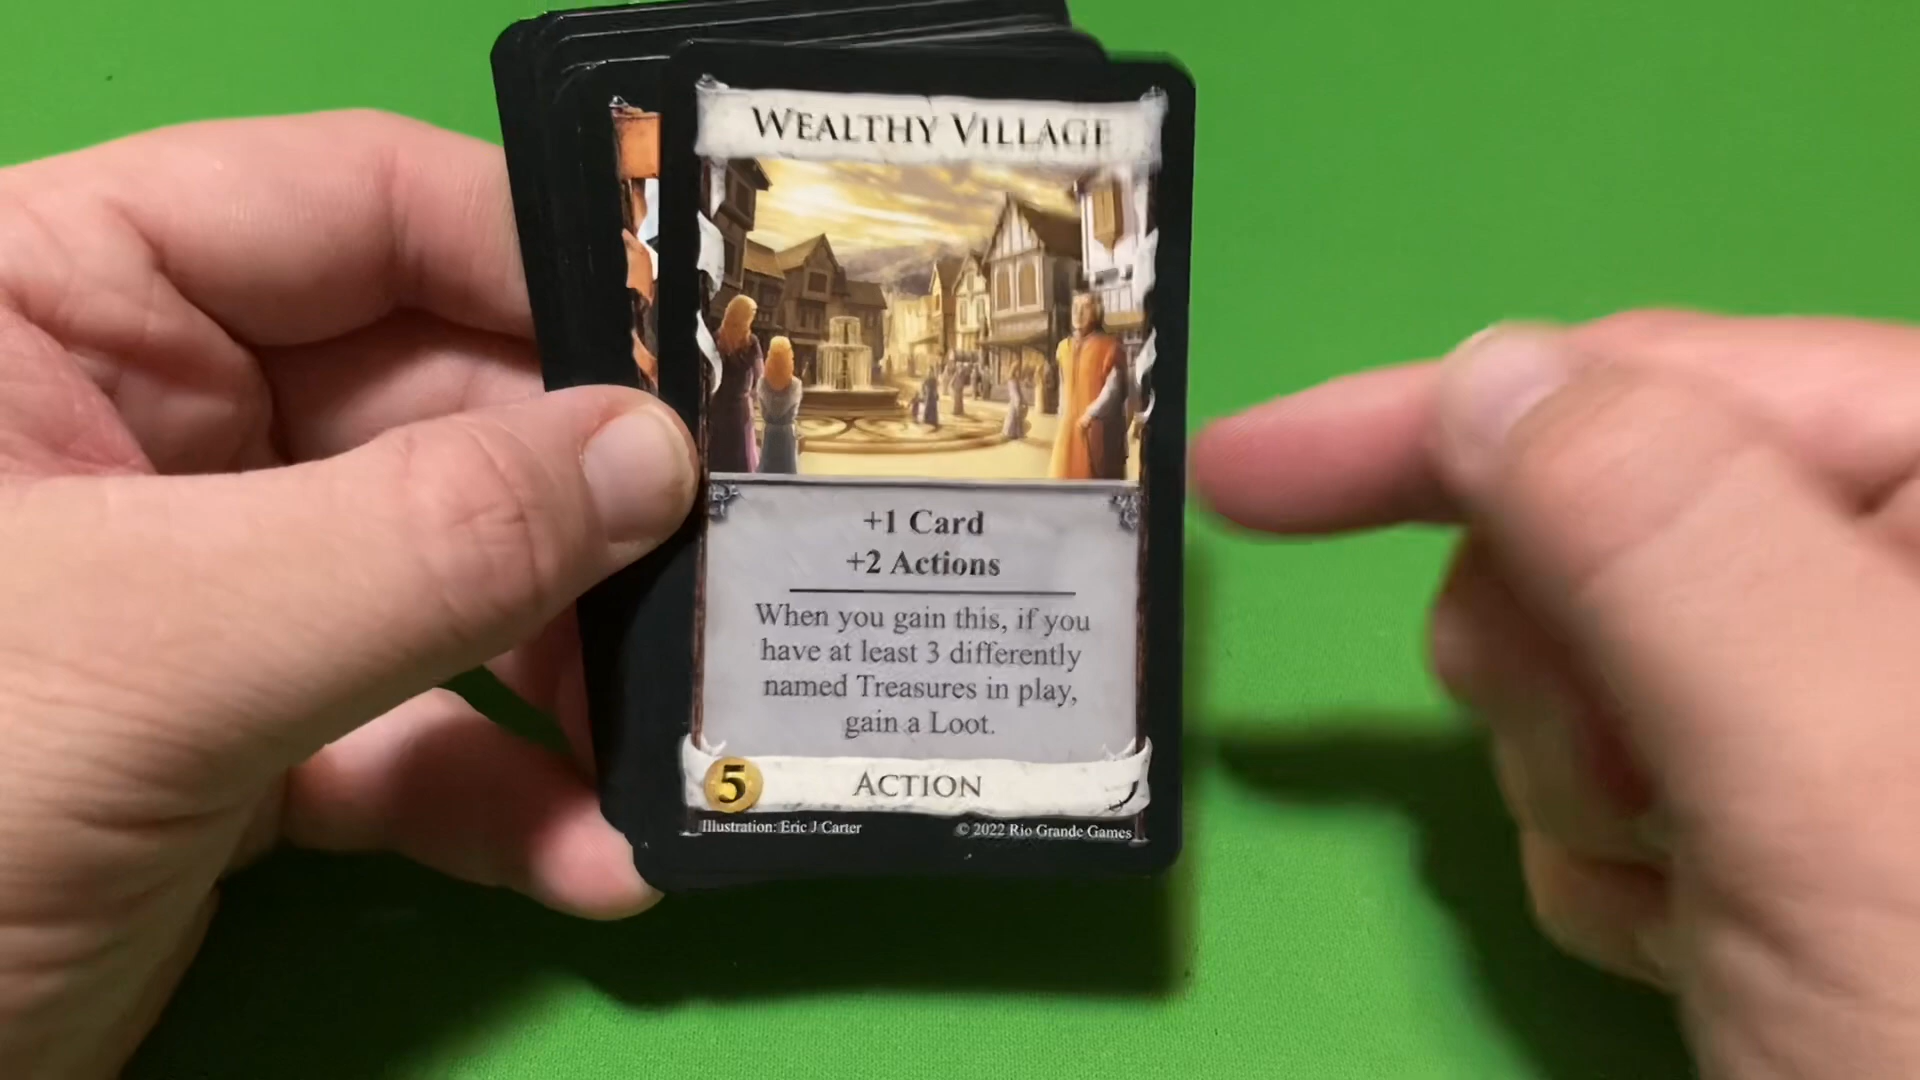 WEALTHY VILLAGE
+1 Card
+2 Actions
When you gain this, if you
have at least 3 differently
named Treasures in play,
gain a Loot.
5 ACTION
Illustration: Eric J Carter © 2022 Rio Grande Games